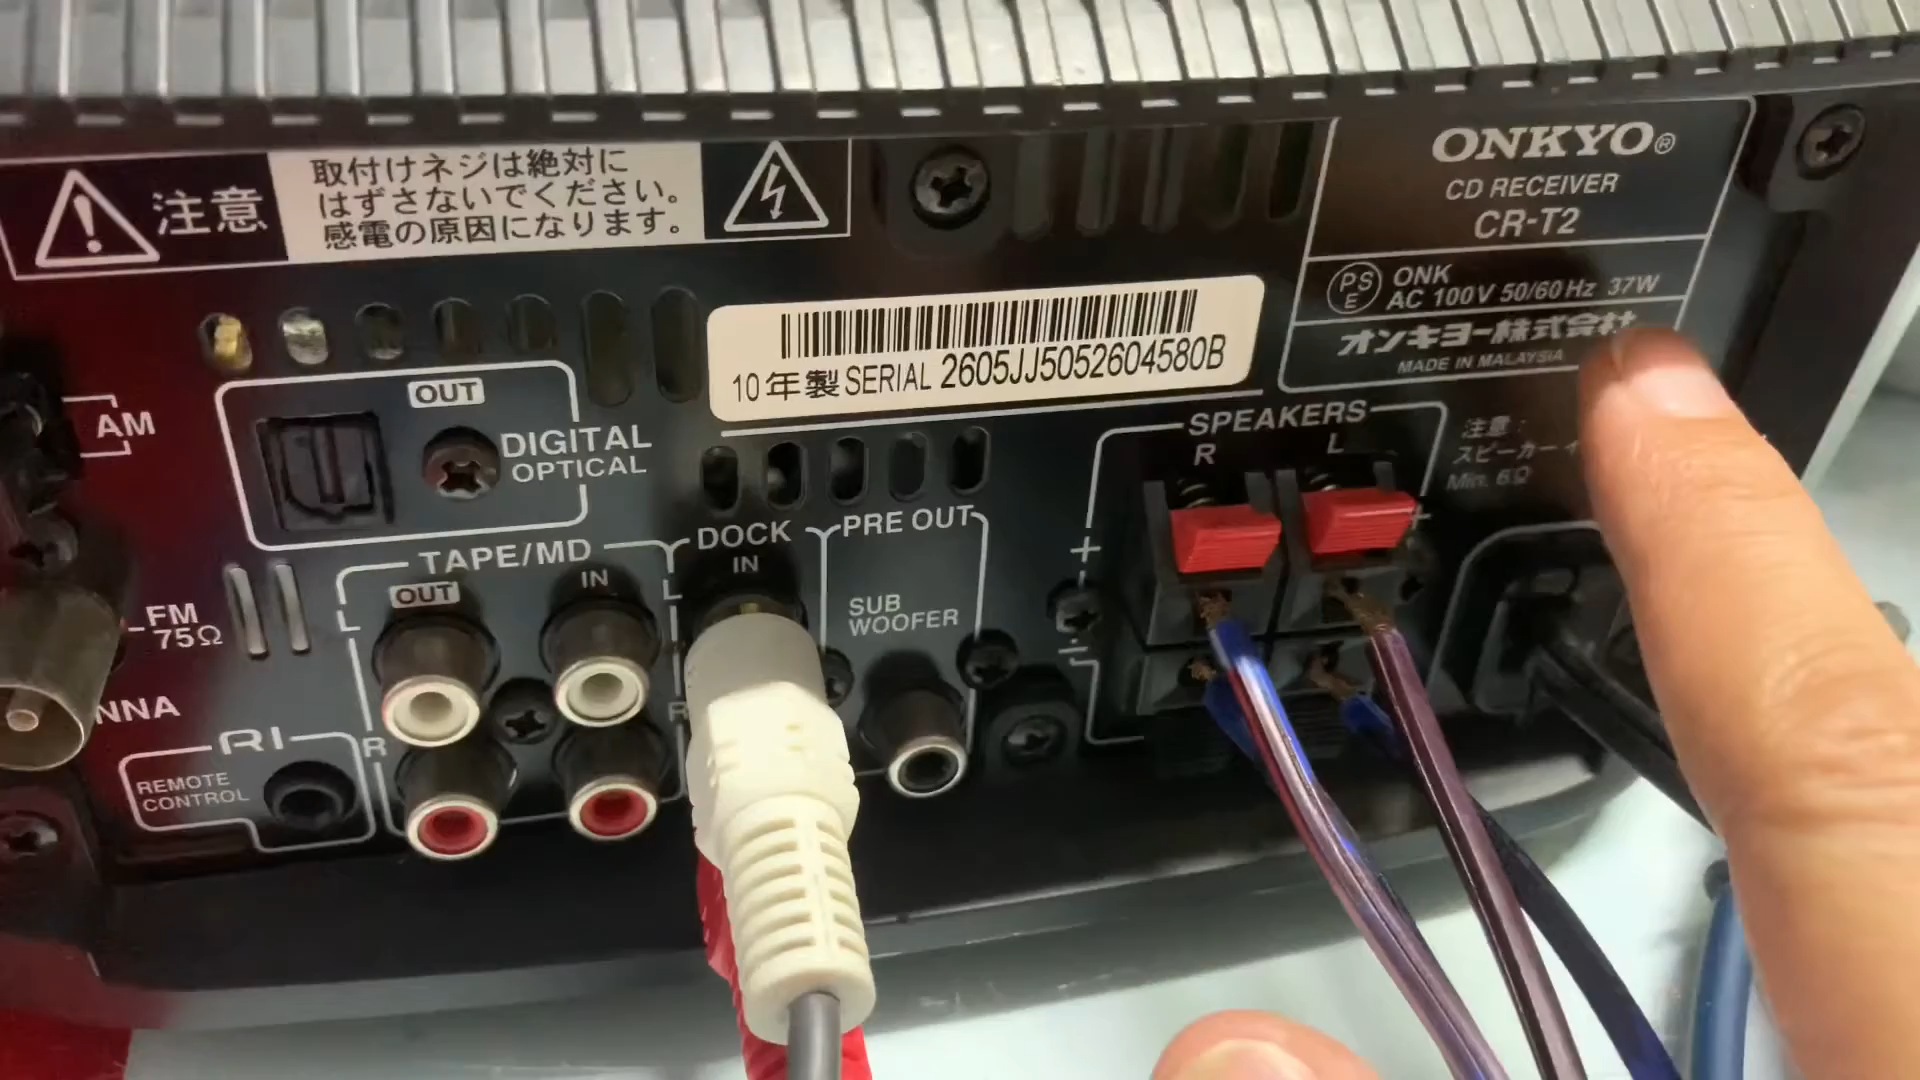 注意
取付けネジは絶対に
はずさないでください。
感電の原因になります。
ONKYO®
CD RECEIVER
CR-T2
PSE
ONK
AC 100V 50/60Hz 37W
オンキヨー株式会社
MADE IN MALAYSIA
10年製 SERIAL 2605JJ5052604580B
AM
OUT
DIGITAL
OPTICAL
SPEAKERS
R L
注意：
スピーカー
Min. 6Ω
+
+
-
TAPE/MD
OUT
IN
L
L
R
R
DOCK
IN
PRE OUT
SUB
WOOFER
FM
75Ω
NNA
RI
REMOTE
CONTROL